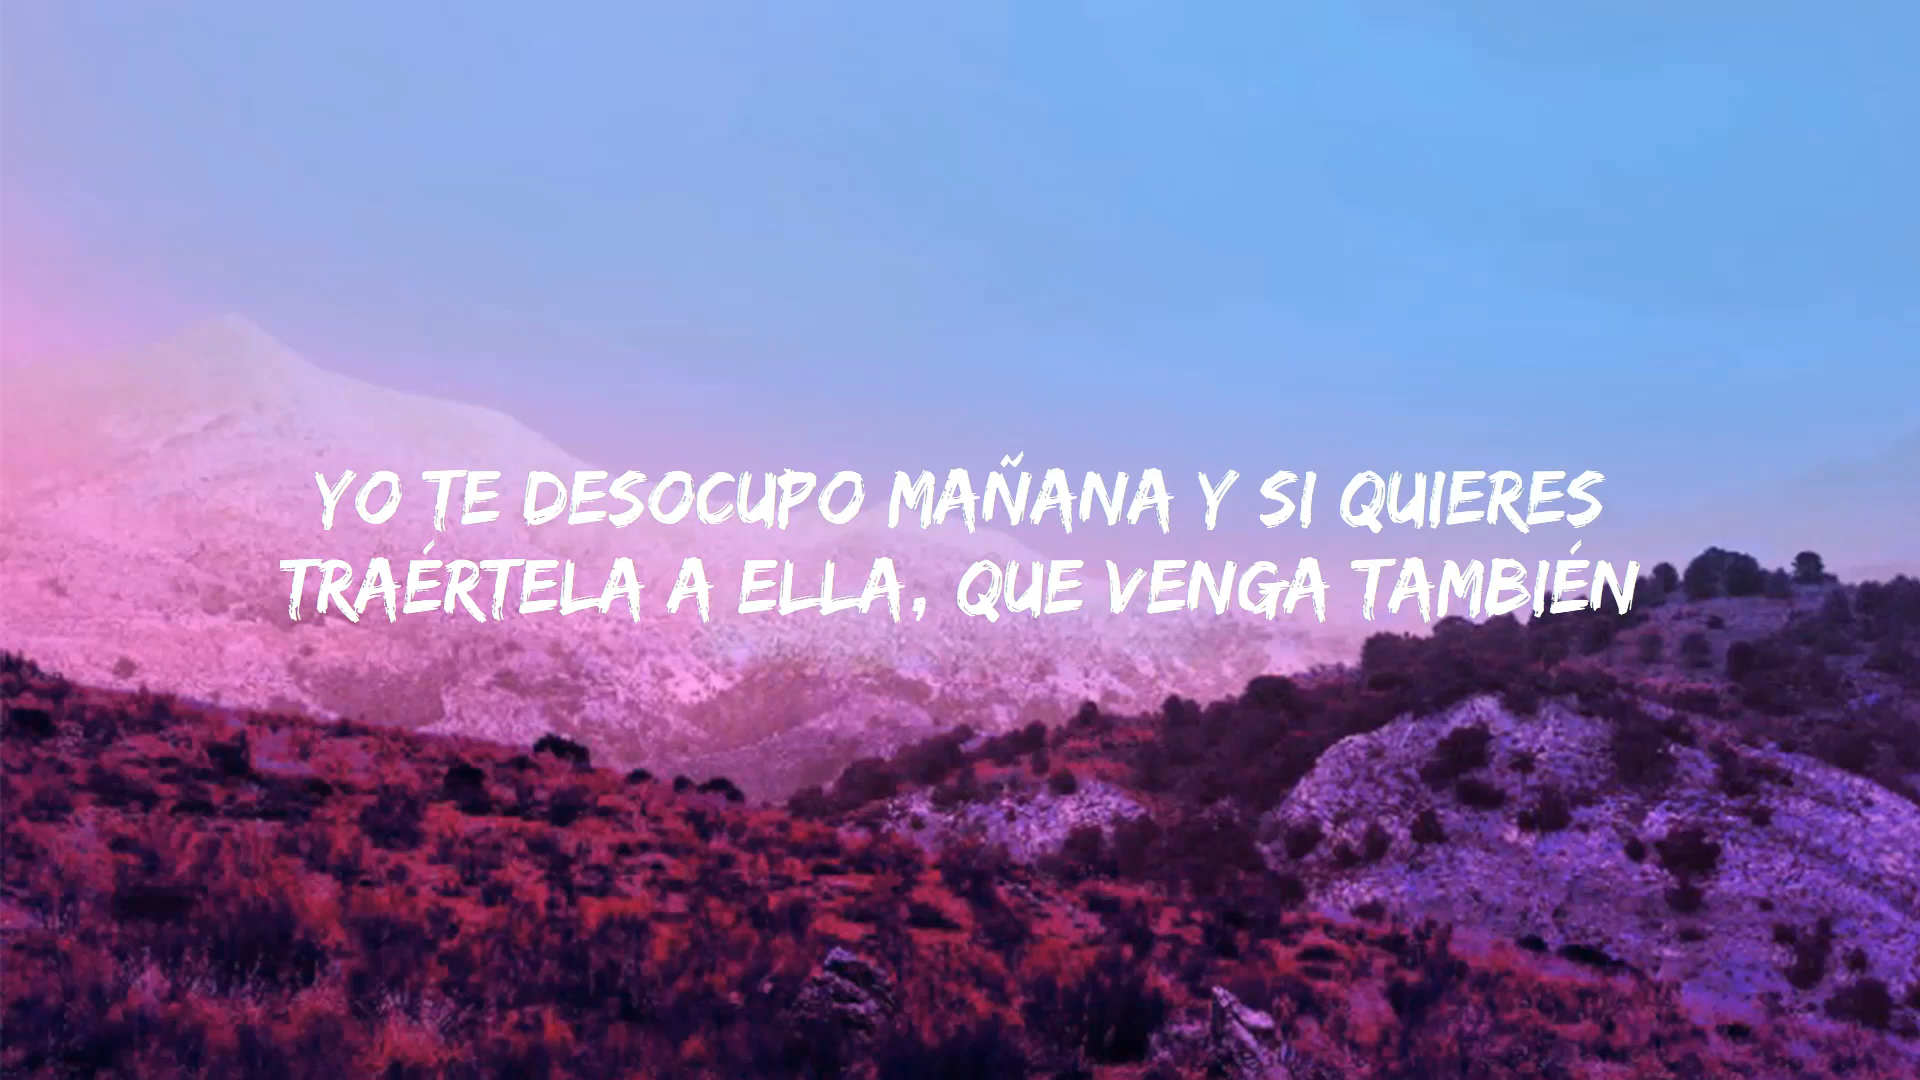 YO TE DESOCUPO MAÑANA Y SI QUIERES
TRAÉRTELA A ELLA, QUE VENGA TAMBIÉN